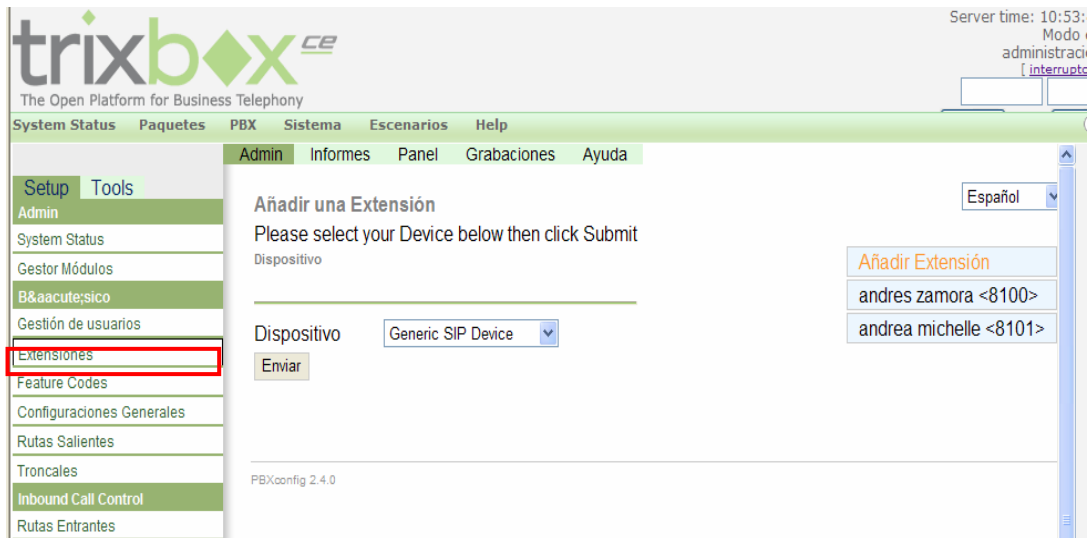 trixbox ce
The Open Platform for Business Telephony
Server time: 10:53:
Modo
administraci
[ interrupto
System Status Paquetes PBX Sistema Escenarios Help
Admin Informes Panel Grabaciones Ayuda
Setup Tools
Admin
System Status
Gestor Módulos
B&aacute;sico
Gestión de usuarios
Extensiones
Feature Codes
Configuraciones Generales
Rutas Salientes
Troncales
Inbound Call Control
Rutas Entrantes
Añadir una Extensión
Please select your Device below then click Submit
Dispositivo
Dispositivo Generic SIP Device
Enviar
PBXconfig 2.4.0
Español
Añadir Extensión
andres zamora <8100>
andrea michelle <8101>